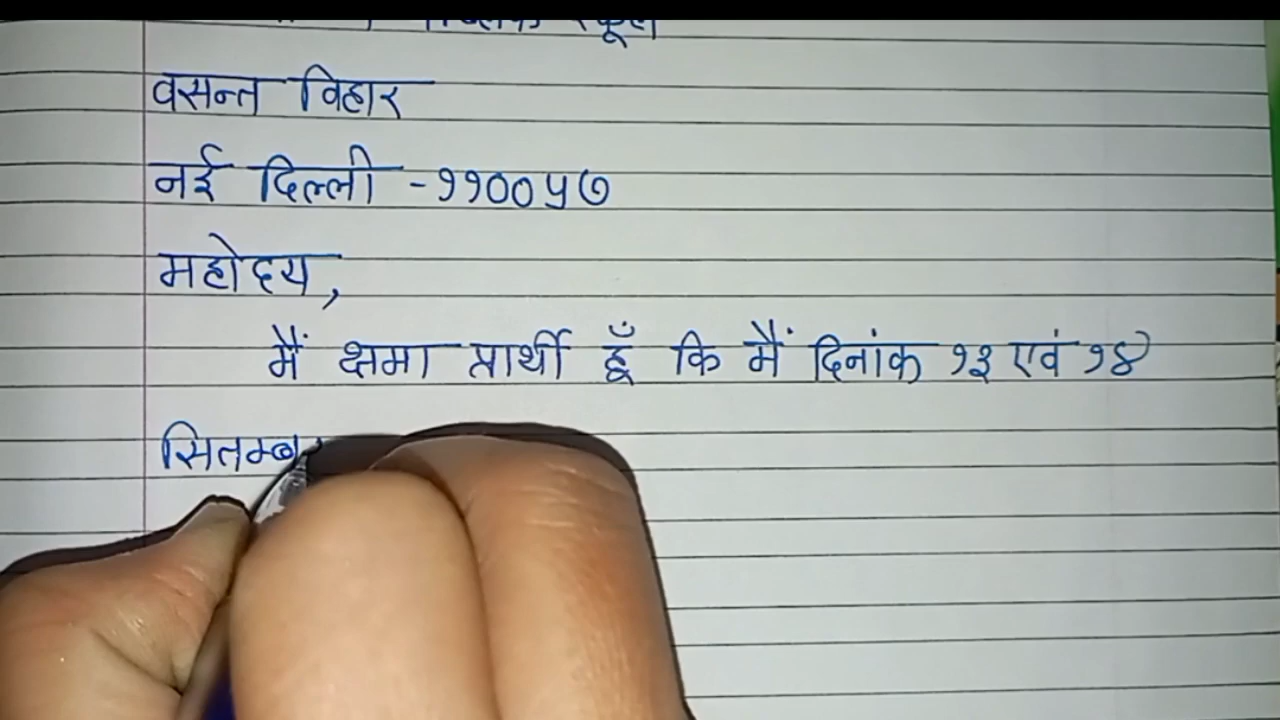 स्कूल
वसन्त विहार
नई दिल्ली -११००५७
महोदय,
मैं क्षमा प्रार्थी हूँ कि मैं दिनांक १३ एवं १४
सितम्ब